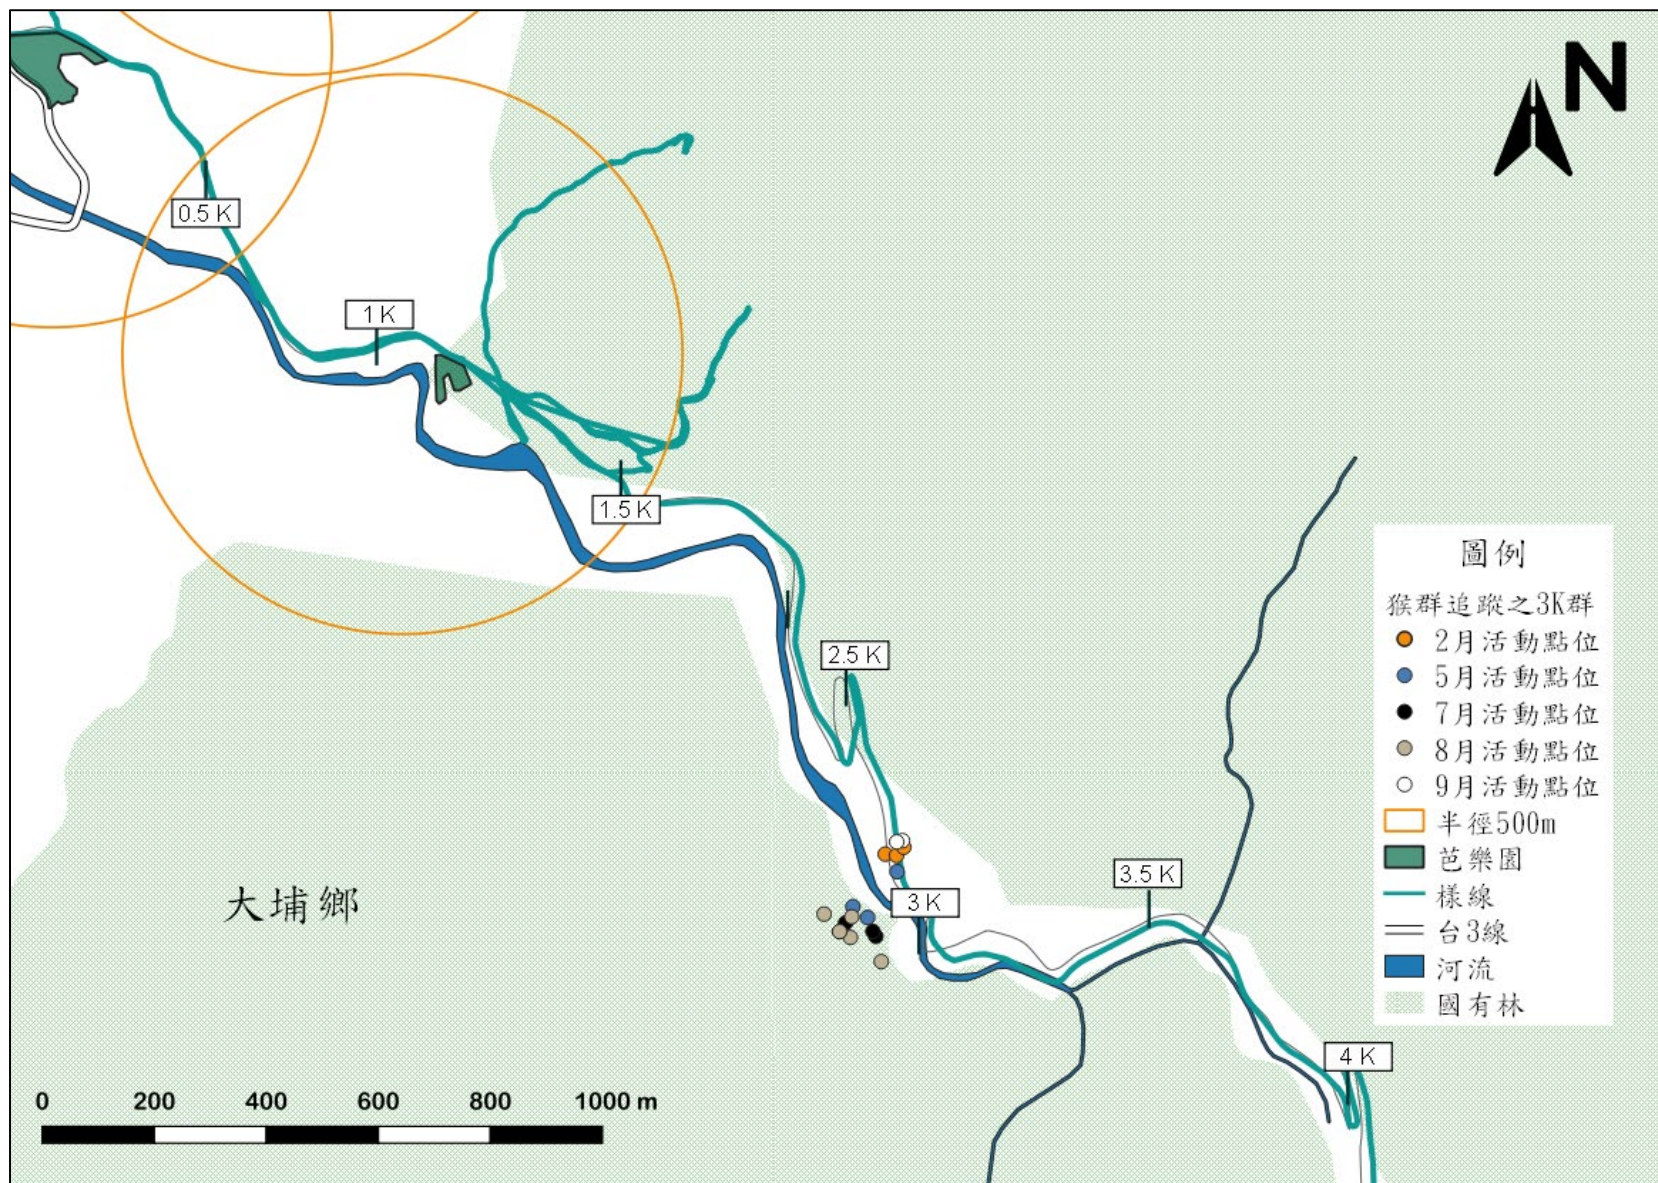 N
0.5 K
1 K
1.5 K
2.5 K
3 K
3.5 K
4 K
大埔鄉
圖例
猴群追蹤之3K群
2月活動點位
5月活動點位
7月活動點位
8月活動點位
9月活動點位
半徑500m
芭樂園
樣線
台3線
河流
國有林
0 200 400 600 800 1000 m